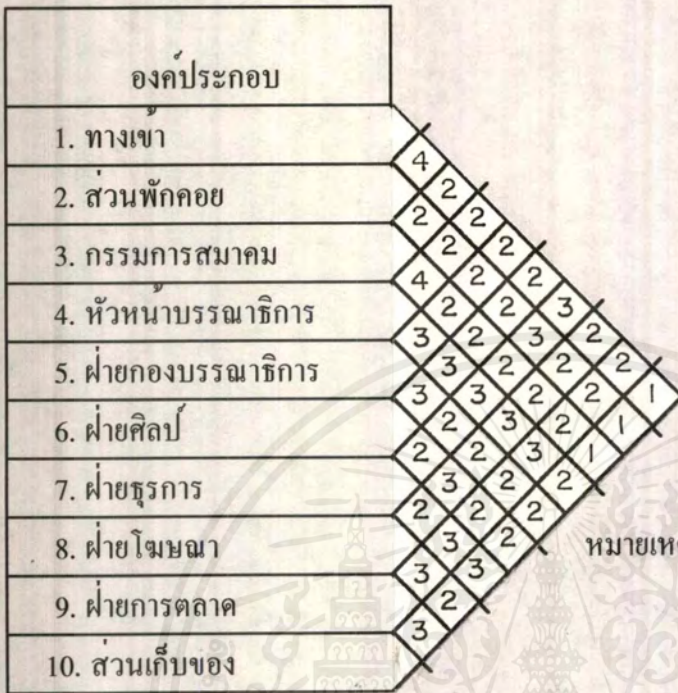 องค์ประกอบ
1. ทางเข้า
4
2. ส่วนพักคอย 2
2 2
3. กรรมการสมาคม 2 2
4 2 2
4. หัวหน้าบรรณาธิการ 2 2 3
3 2 3 2
5. ฝ่ายกองบรรณาธิการ 3 2 2 2
3 3 2 2 1
6. ฝ่ายศิลป์ 2 3 2 1
2 2 3 1
7. ฝ่ายธุรการ 3 2 2
2 2 2
8. ฝ่ายโฆษณา 3 2
3 3
9. ฝ่ายการตลาด 2
3
10. ส่วนเก็บของ